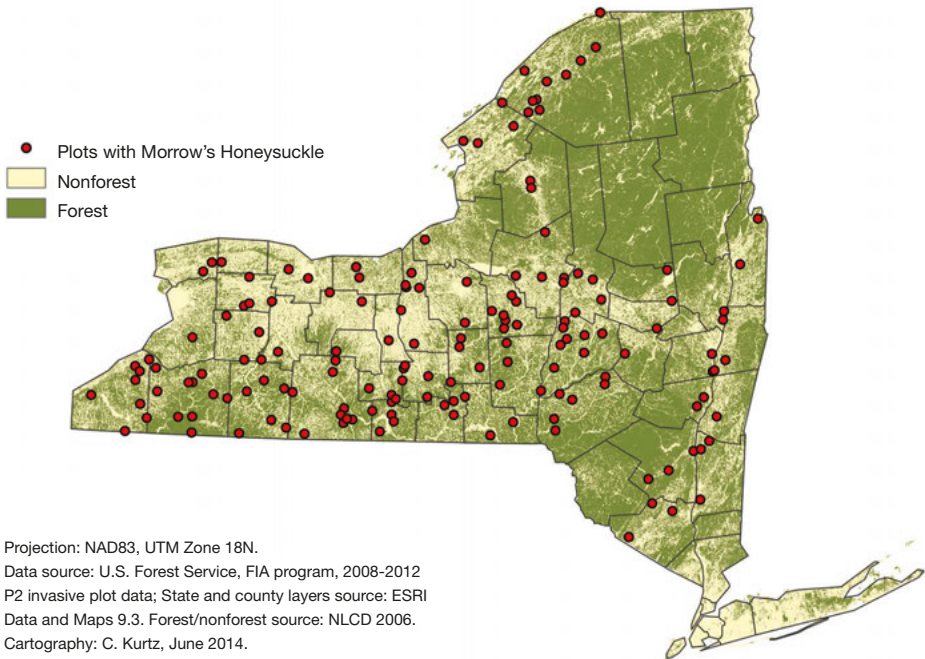 Plots with Morrow's Honeysuckle
Nonforest
Forest
Projection: NAD83, UTM Zone 18N.
Data source: U.S. Forest Service, FIA program, 2008-2012
P2 invasive plot data; State and county layers source: ESRI
Data and Maps 9.3. Forest/nonforest source: NLCD 2006.
Cartography: C. Kurtz, June 2014.